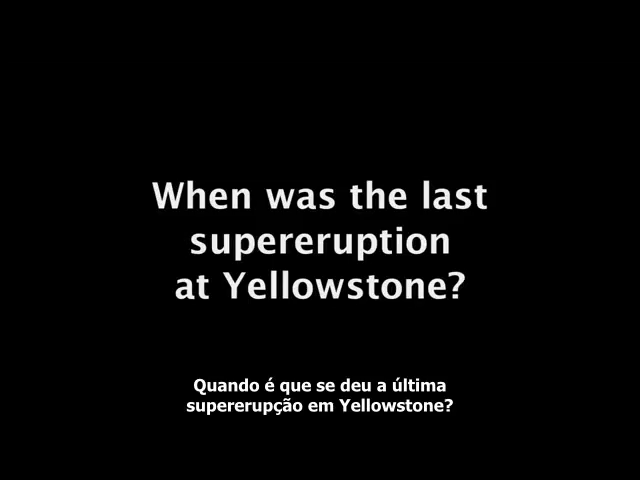 When was the last
supereruption
at Yellowstone?
Quando é que se deu a última
supererupção em Yellowstone?